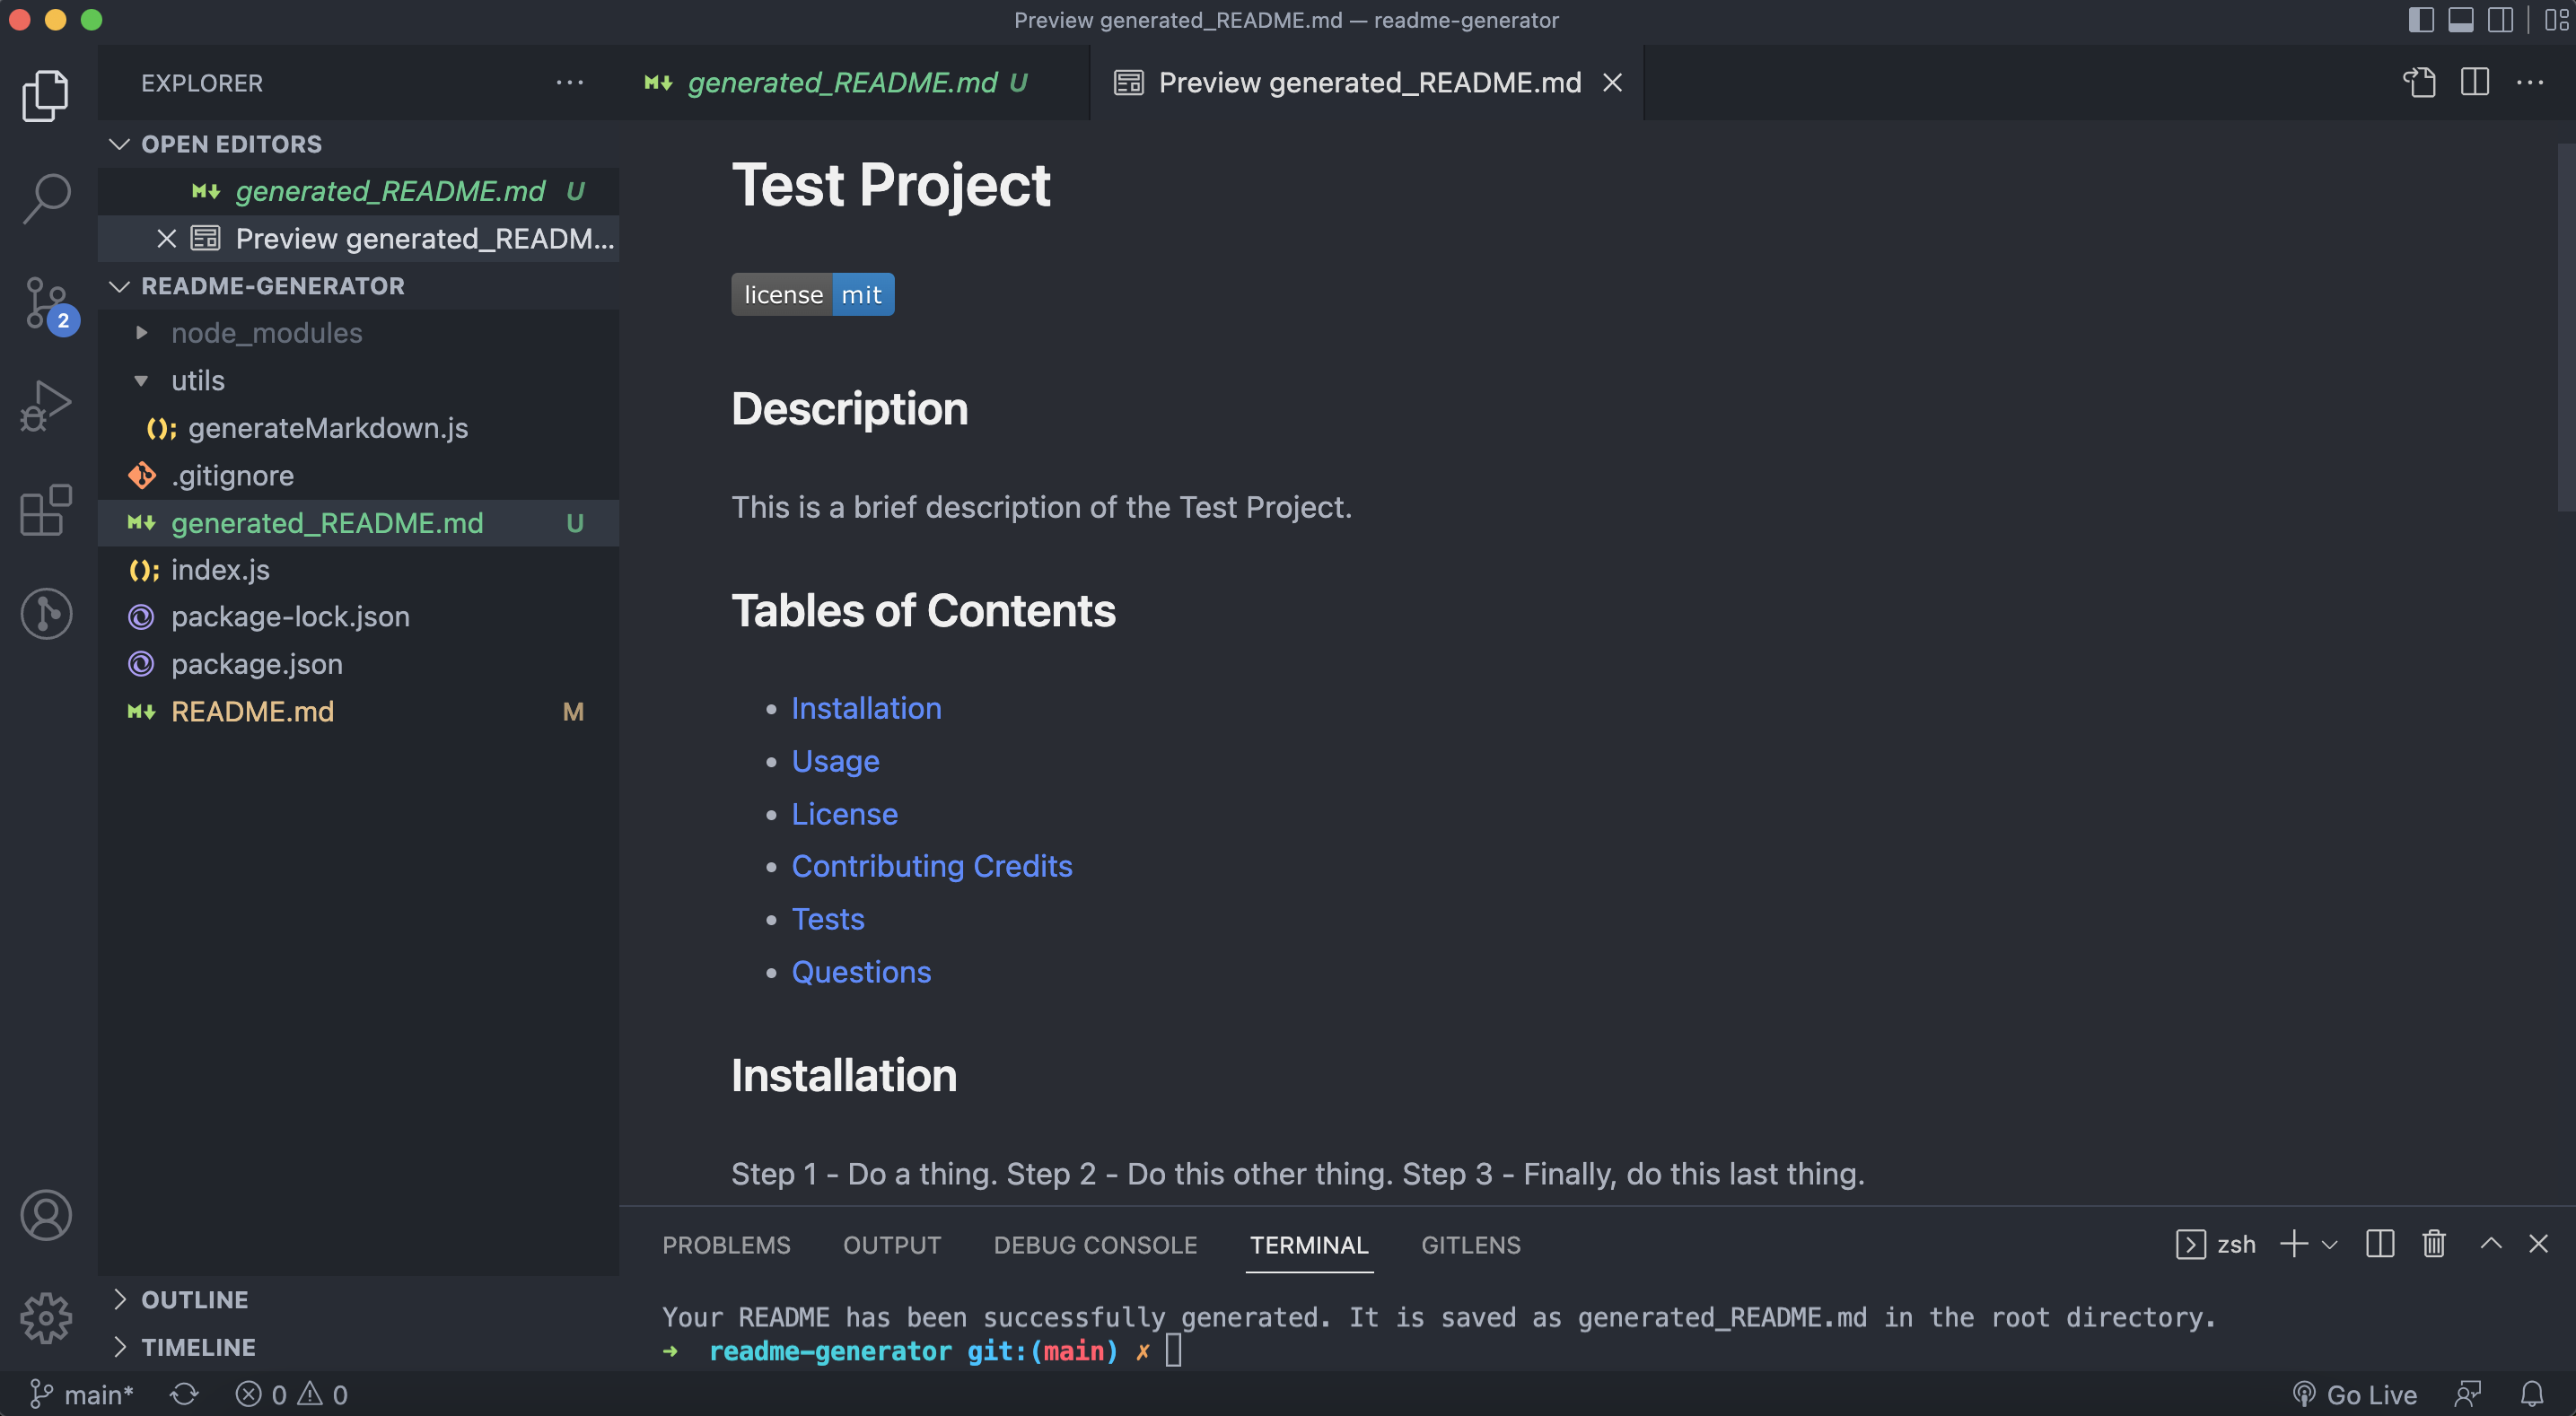 Preview generated_README.md — readme-generator
EXPLORER
generated_README.md U
Preview generated_README.md
OPEN EDITORS
generated_README.md U
Preview generated_READM...
README-GENERATOR
node_modules
utils
generateMarkdown.js
.gitignore
generated_README.md U
index.js
package-lock.json
package.json
README.md M
2
OUTLINE
TIMELINE
Test Project
license mit
Description
This is a brief description of the Test Project.
Tables of Contents
Installation
Usage
License
Contributing Credits
Tests
Questions
Installation
Step 1 - Do a thing. Step 2 - Do this other thing. Step 3 - Finally, do this last thing.
PROBLEMS OUTPUT DEBUG CONSOLE TERMINAL GITLENS
zsh
Your README has been successfully generated. It is saved as generated_README.md in the root directory.
➜ readme-generator git:(main) ✗
main* 0 0
Go Live